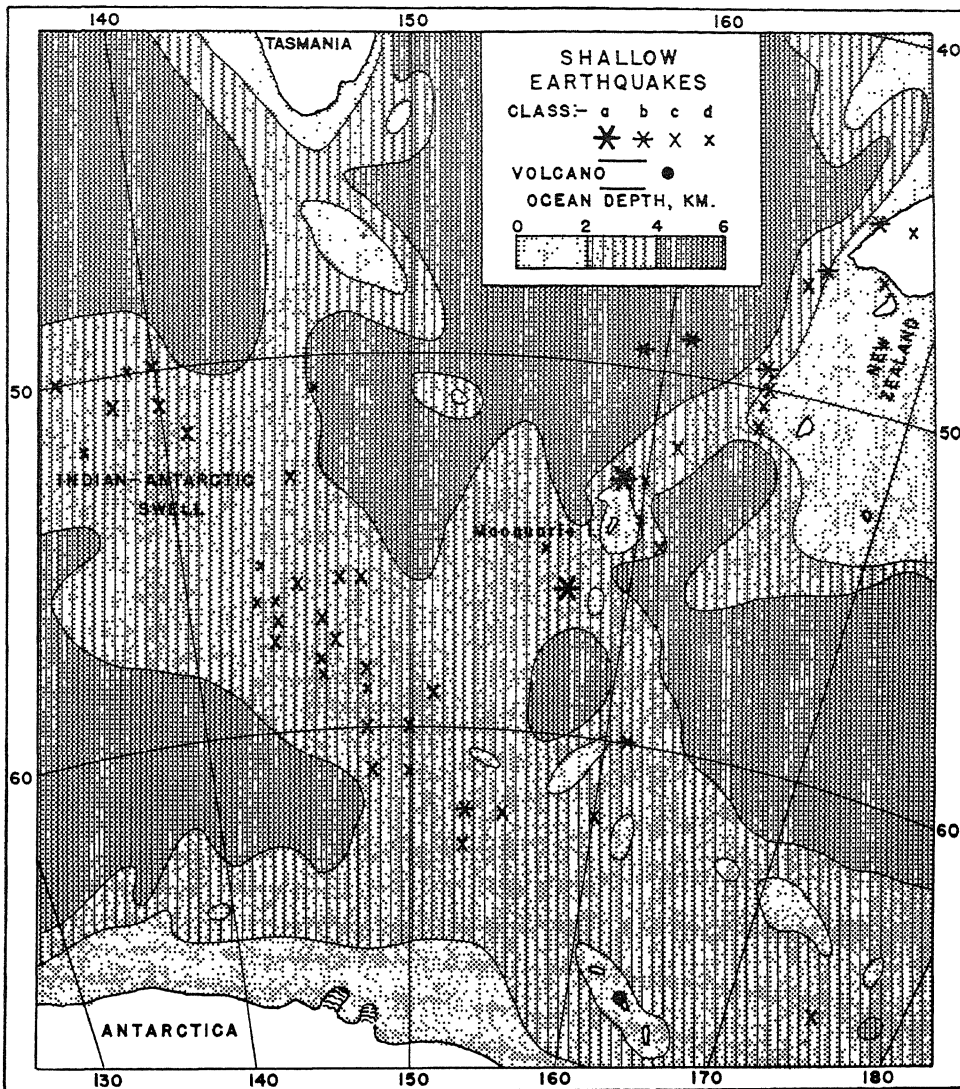 140 150 160
TASMANIA
40
SHALLOW
EARTHQUAKES
CLASS:- a b c d
VOLCANO
OCEAN DEPTH, KM.
0 2 4 6
NEW
ZEALAND
50
50
INDIAN-ANTARCTIC
SWELL
Macquarie I.
60
60
ANTARCTICA
130 140 150 160 170 180